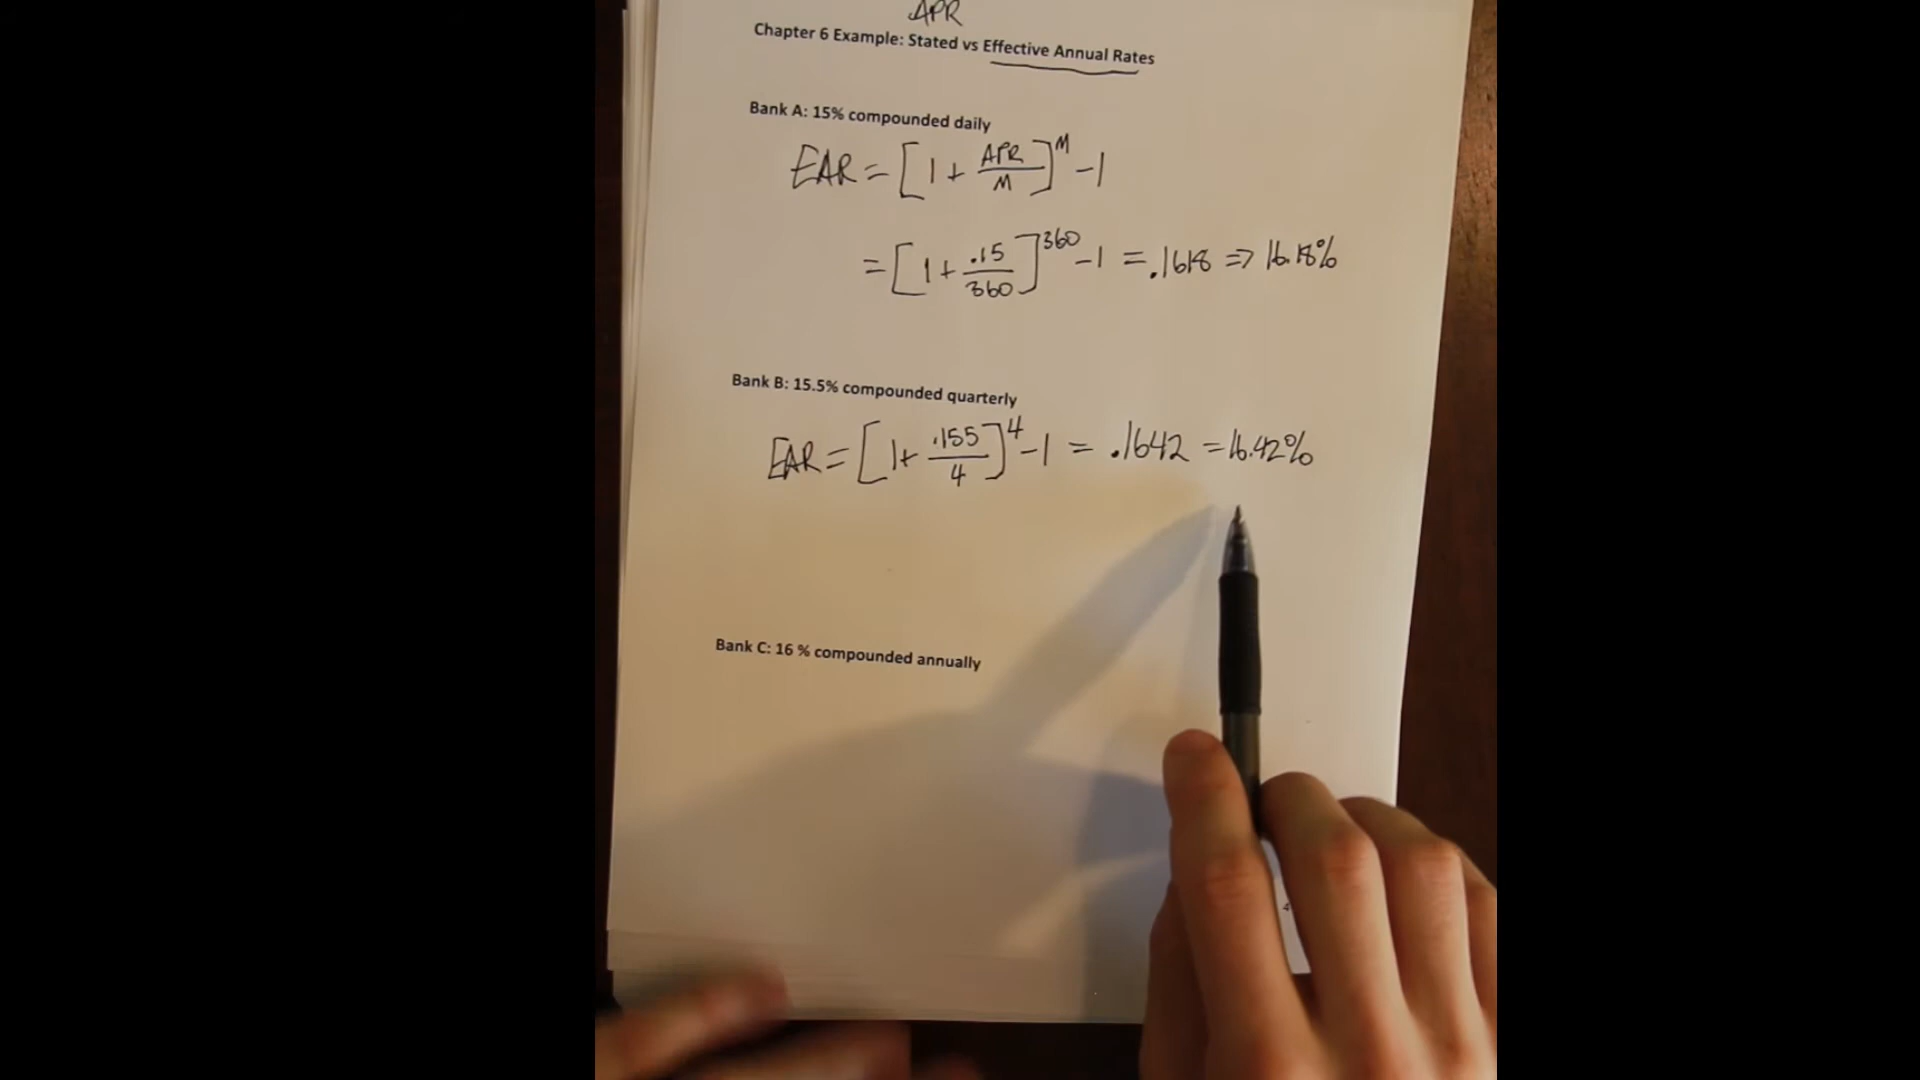 APR
Chapter 6 Example: Stated vs Effective Annual Rates
Bank A: 15% compounded daily
EAR = [1 + APR/M]^M - 1
= [1 + .15/360]^360 - 1 = .1618 => 16.18%
Bank B: 15.5% compounded quarterly
EAR = [1 + .155/4]^4 - 1 = .1642 = 16.42%
Bank C: 16 % compounded annually
4